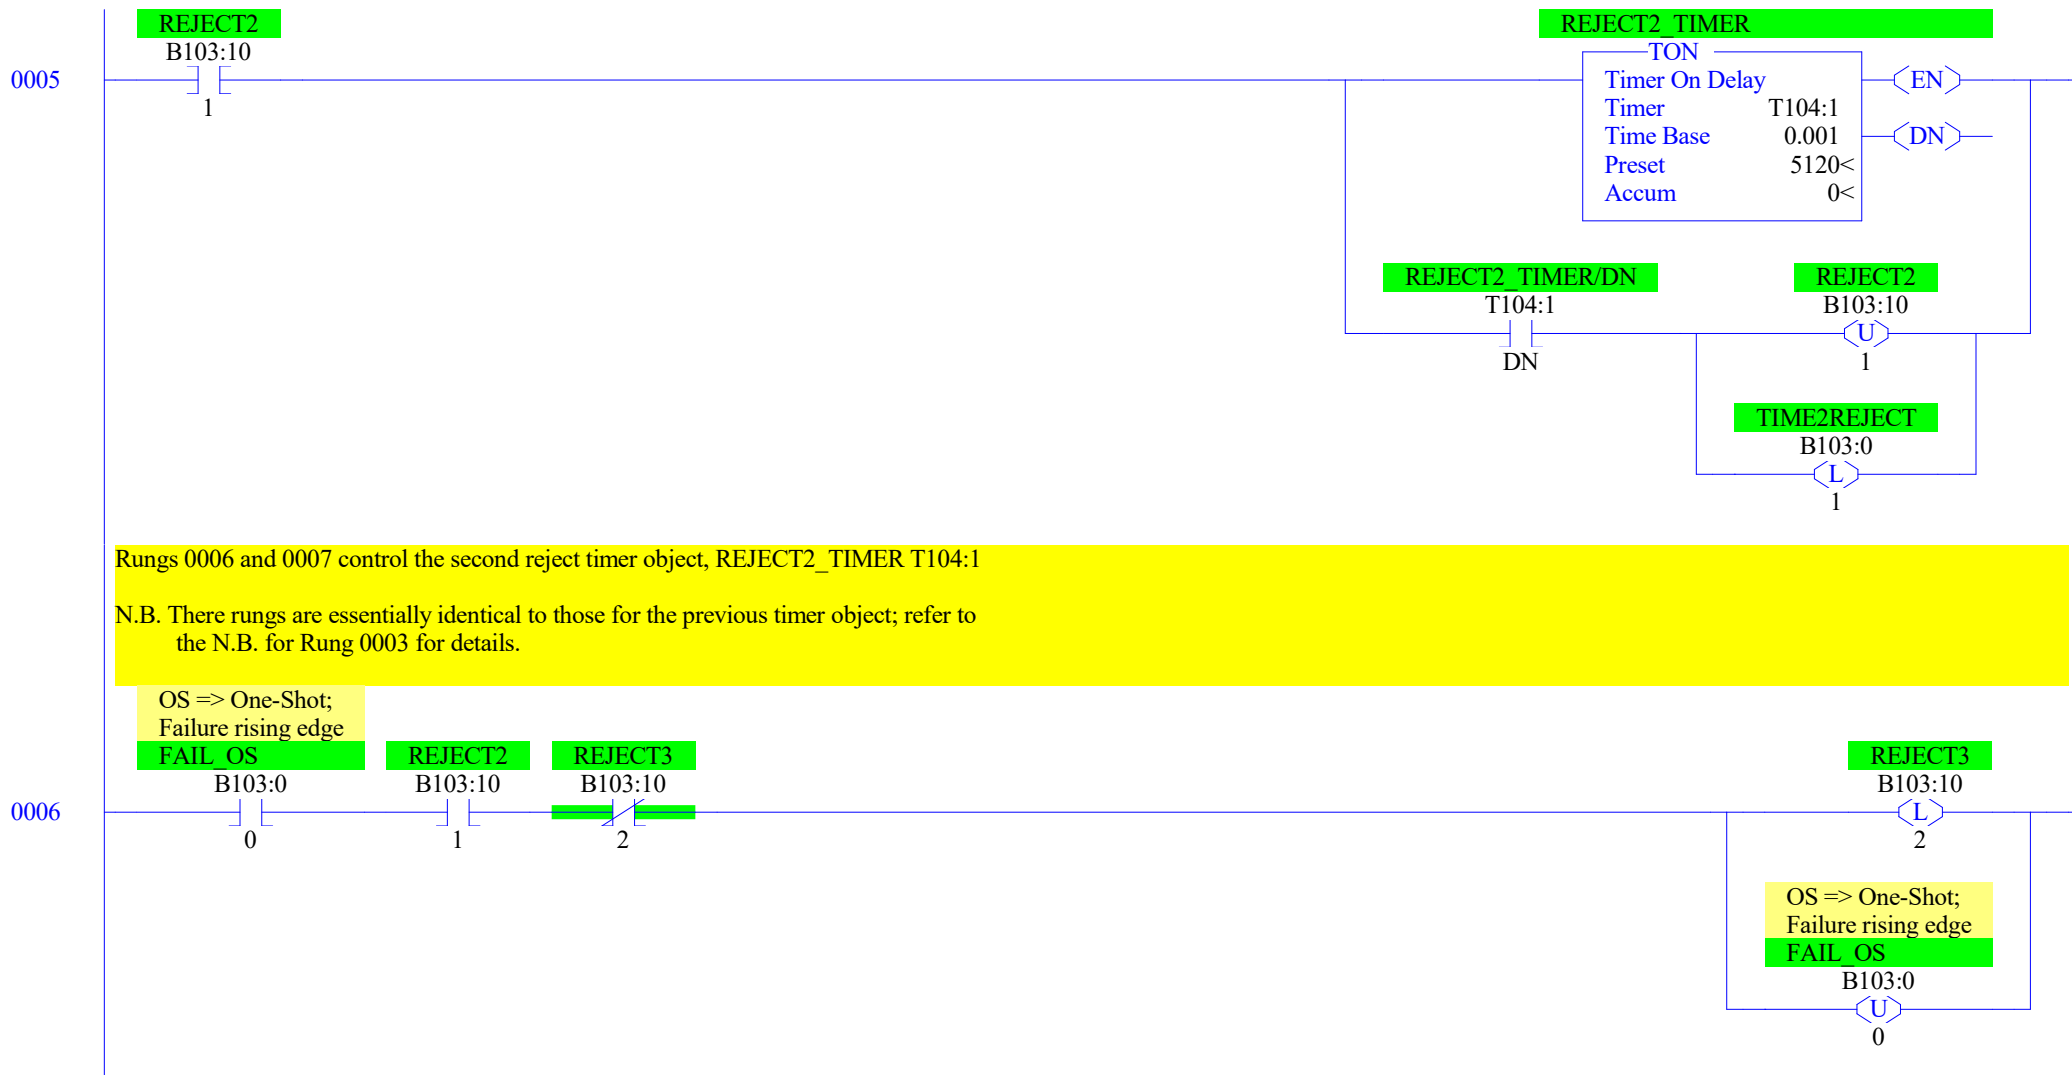 REJECT2
B103:10
0005
1
REJECT2_TIMER
TON
Timer On Delay
Timer T104:1
Time Base 0.001
Preset 5120<
Accum 0<
EN
DN
REJECT2_TIMER/DN
T104:1
DN
REJECT2
B103:10
U
1
TIME2REJECT
B103:0
L
1
Rungs 0006 and 0007 control the second reject timer object, REJECT2_TIMER T104:1
N.B. There rungs are essentially identical to those for the previous timer object; refer to
the N.B. for Rung 0003 for details.
OS => One-Shot;
Failure rising edge
FAIL_OS
B103:0
0
REJECT2
B103:10
1
REJECT3
B103:10
2
0006
REJECT3
B103:10
L
2
OS => One-Shot;
Failure rising edge
FAIL_OS
B103:0
U
0